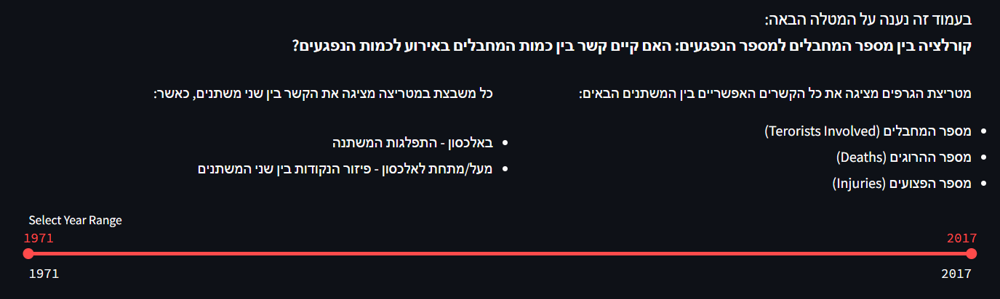 בעמוד זה נענה על המטלה הבאה:
קורלציה בין מספר המחבלים למספר הנפגעים: האם קיים קשר בין כמות המחבלים באירוע לכמות הנפגעים?
מטריצת הגרפים מציגה את כל הקשרים האפשריים בין המשתנים הבאים:
מספר המחבלים (Terorists Involved)
מספר ההרוגים (Deaths)
מספר הפצועים (Injuries)
כל משבצת במטריצה מציגה את הקשר בין שני משתנים, כאשר:
באלכסון - התפלגות המשתנה
מעל/מתחת לאלכסון - פיזור הנקודות בין שני המשתנים
Select Year Range
1971 2017
1971 2017